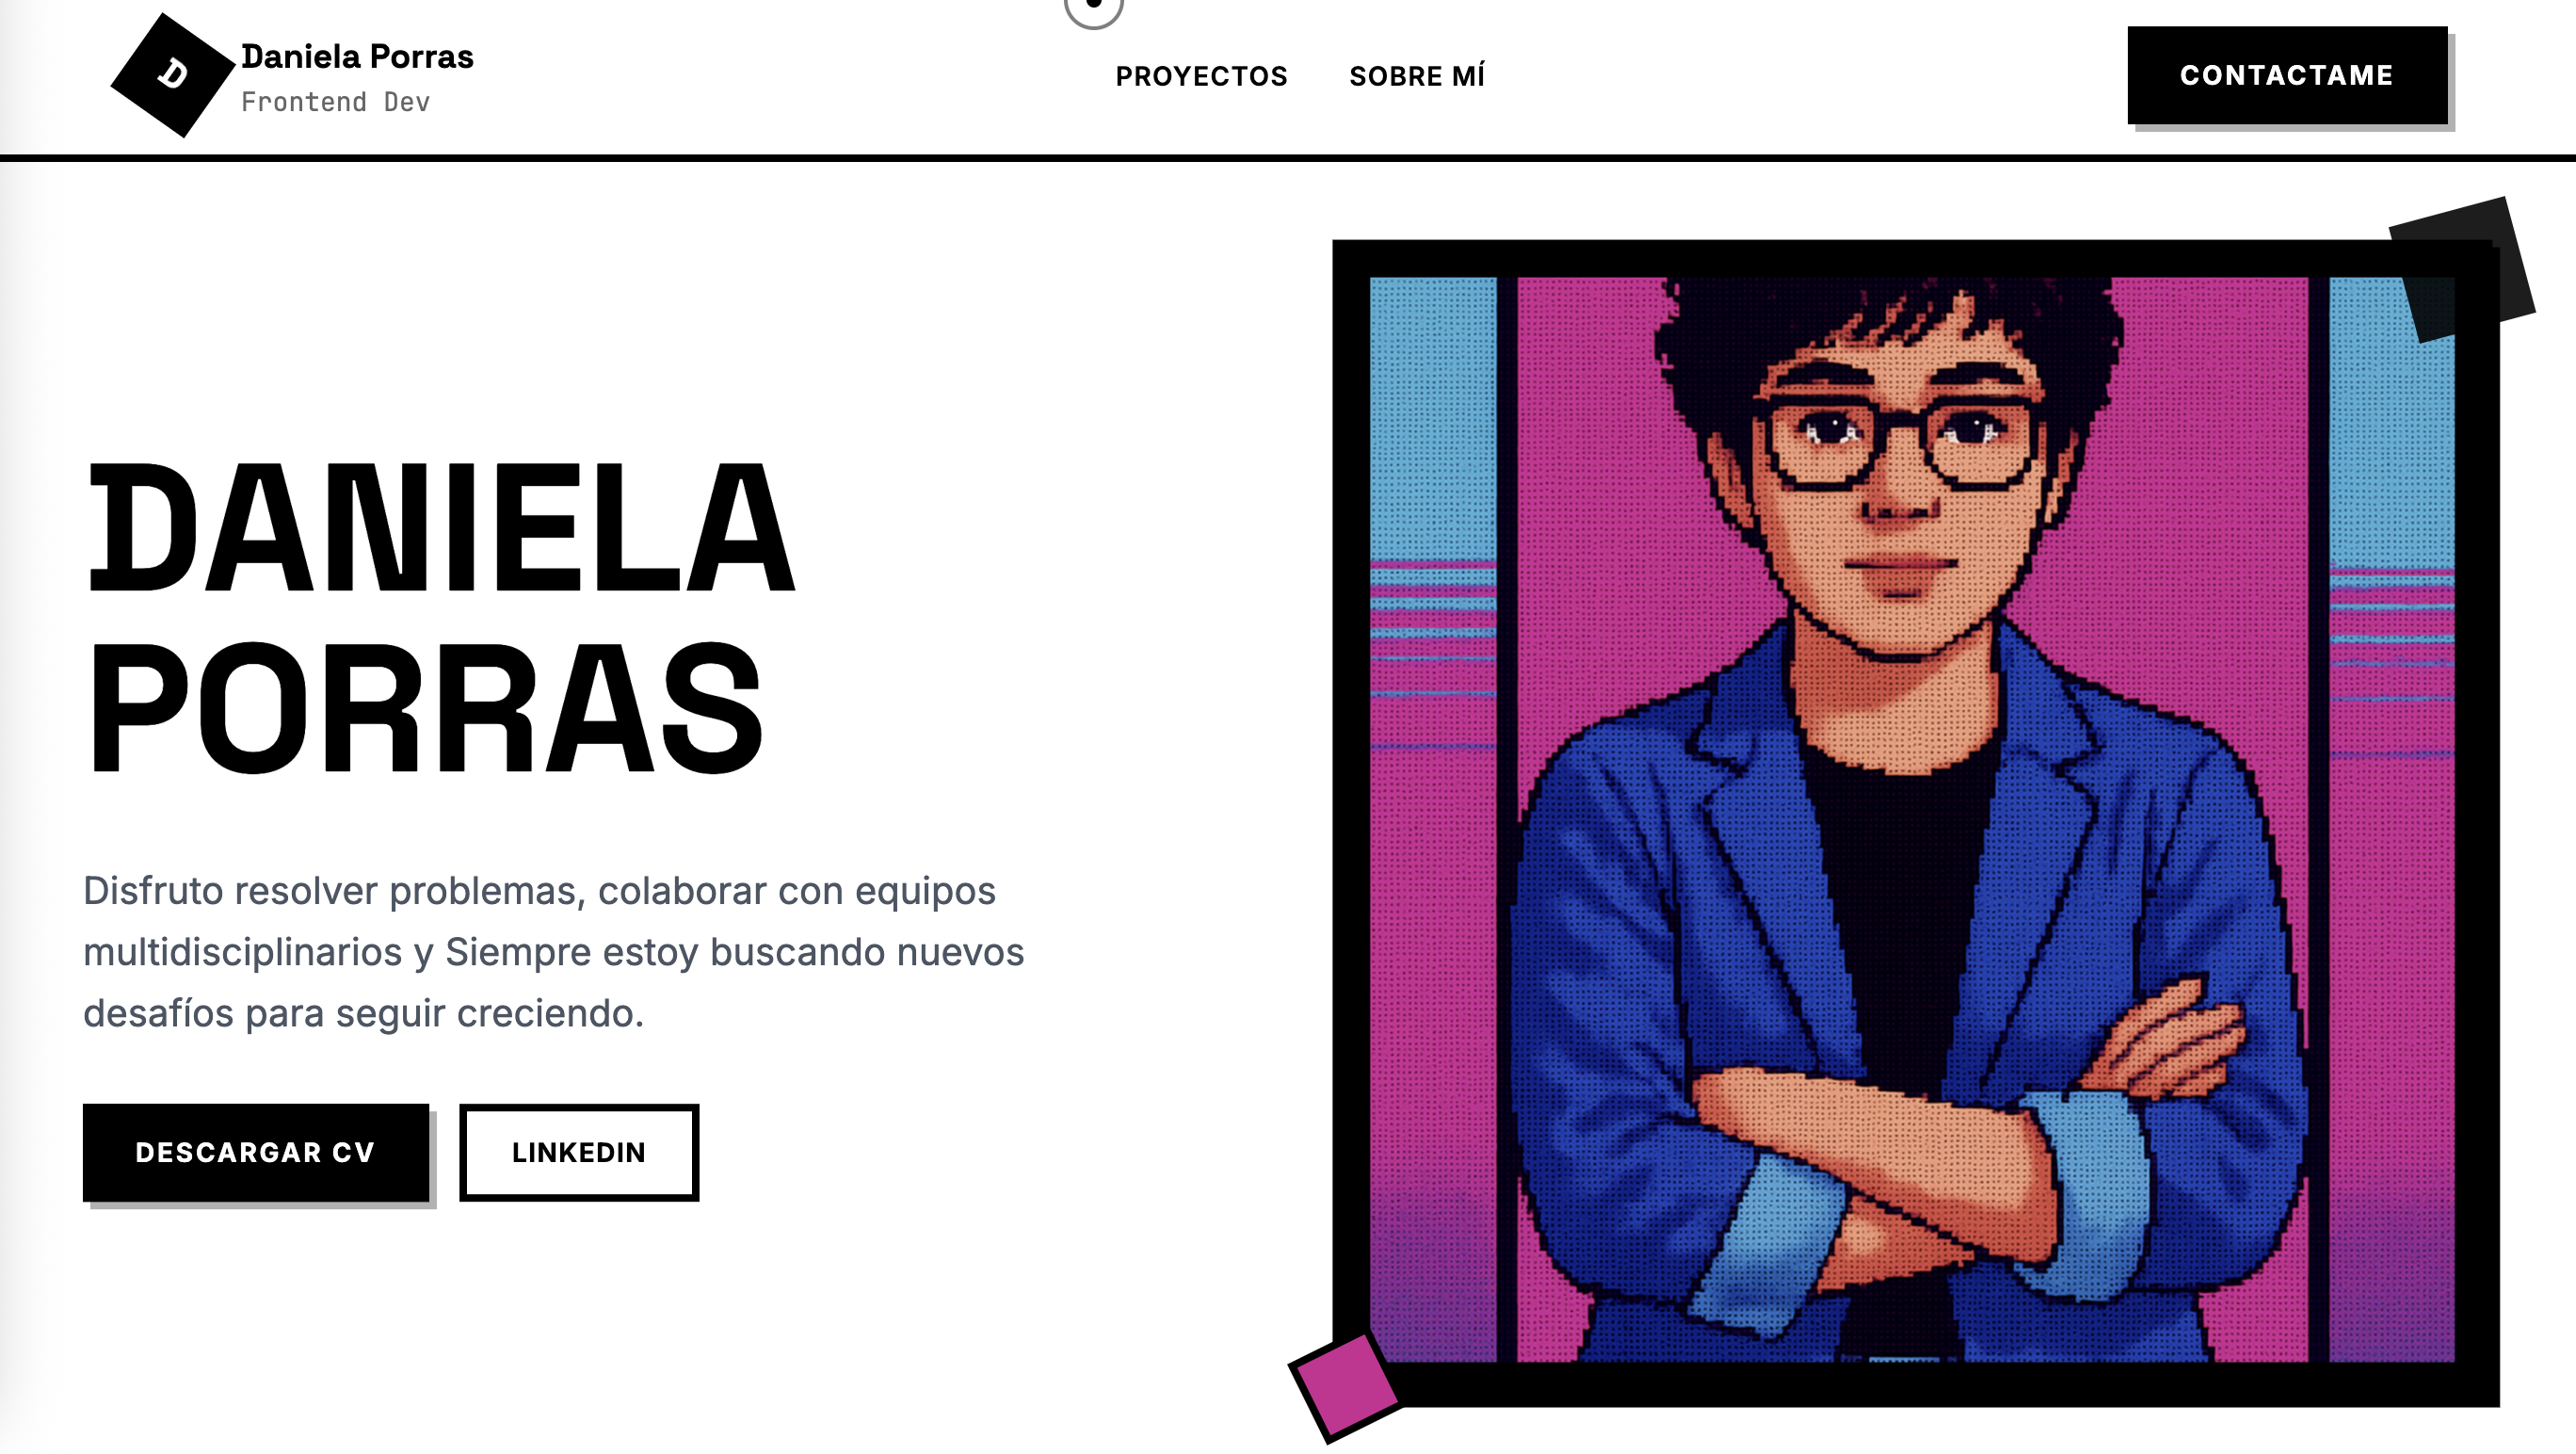 D
Daniela Porras
Frontend Dev
PROYECTOS
SOBRE MÍ
CONTACTAME
DANIELA
PORRAS
Disfruto resolver problemas, colaborar con equipos
multidisciplinarios y Siempre estoy buscando nuevos
desafíos para seguir creciendo.
DESCARGAR CV
LINKEDIN